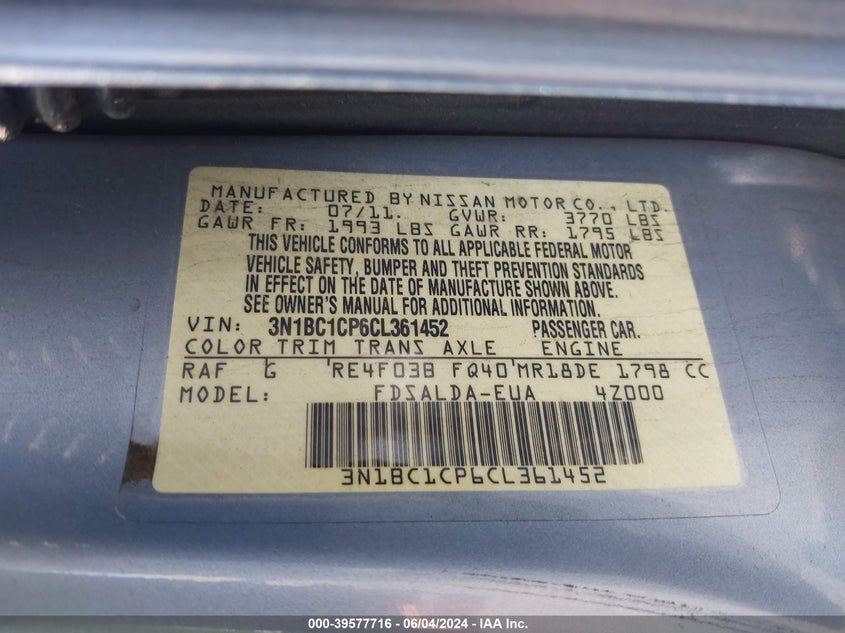 MANUFACTURED BY NISSAN MOTOR CO., LTD.
DATE: 07/11. GVWR: 3770 LBS
GAWR FR: 1993 LBS GAWR RR: 1795 LBS
THIS VEHICLE CONFORMS TO ALL APPLICABLE FEDERAL MOTOR
VEHICLE SAFETY, BUMPER AND THEFT PREVENTION STANDARDS
IN EFFECT ON THE DATE OF MANUFACTURE SHOWN ABOVE.
SEE OWNER'S MANUAL FOR ADDITIONAL INFORMATION.
VIN: 3N1BC1CP6CL361452 PASSENGER CAR.
COLOR TRIM TRANS AXLE ENGINE
RAF G RE4F03B FQ40 MR18DE 1798 CC
MODEL: FDSALDA-EUA 4Z000
3N1BC1CP6CL361452
000-39577716 - 06/04/2024 - IAA Inc.